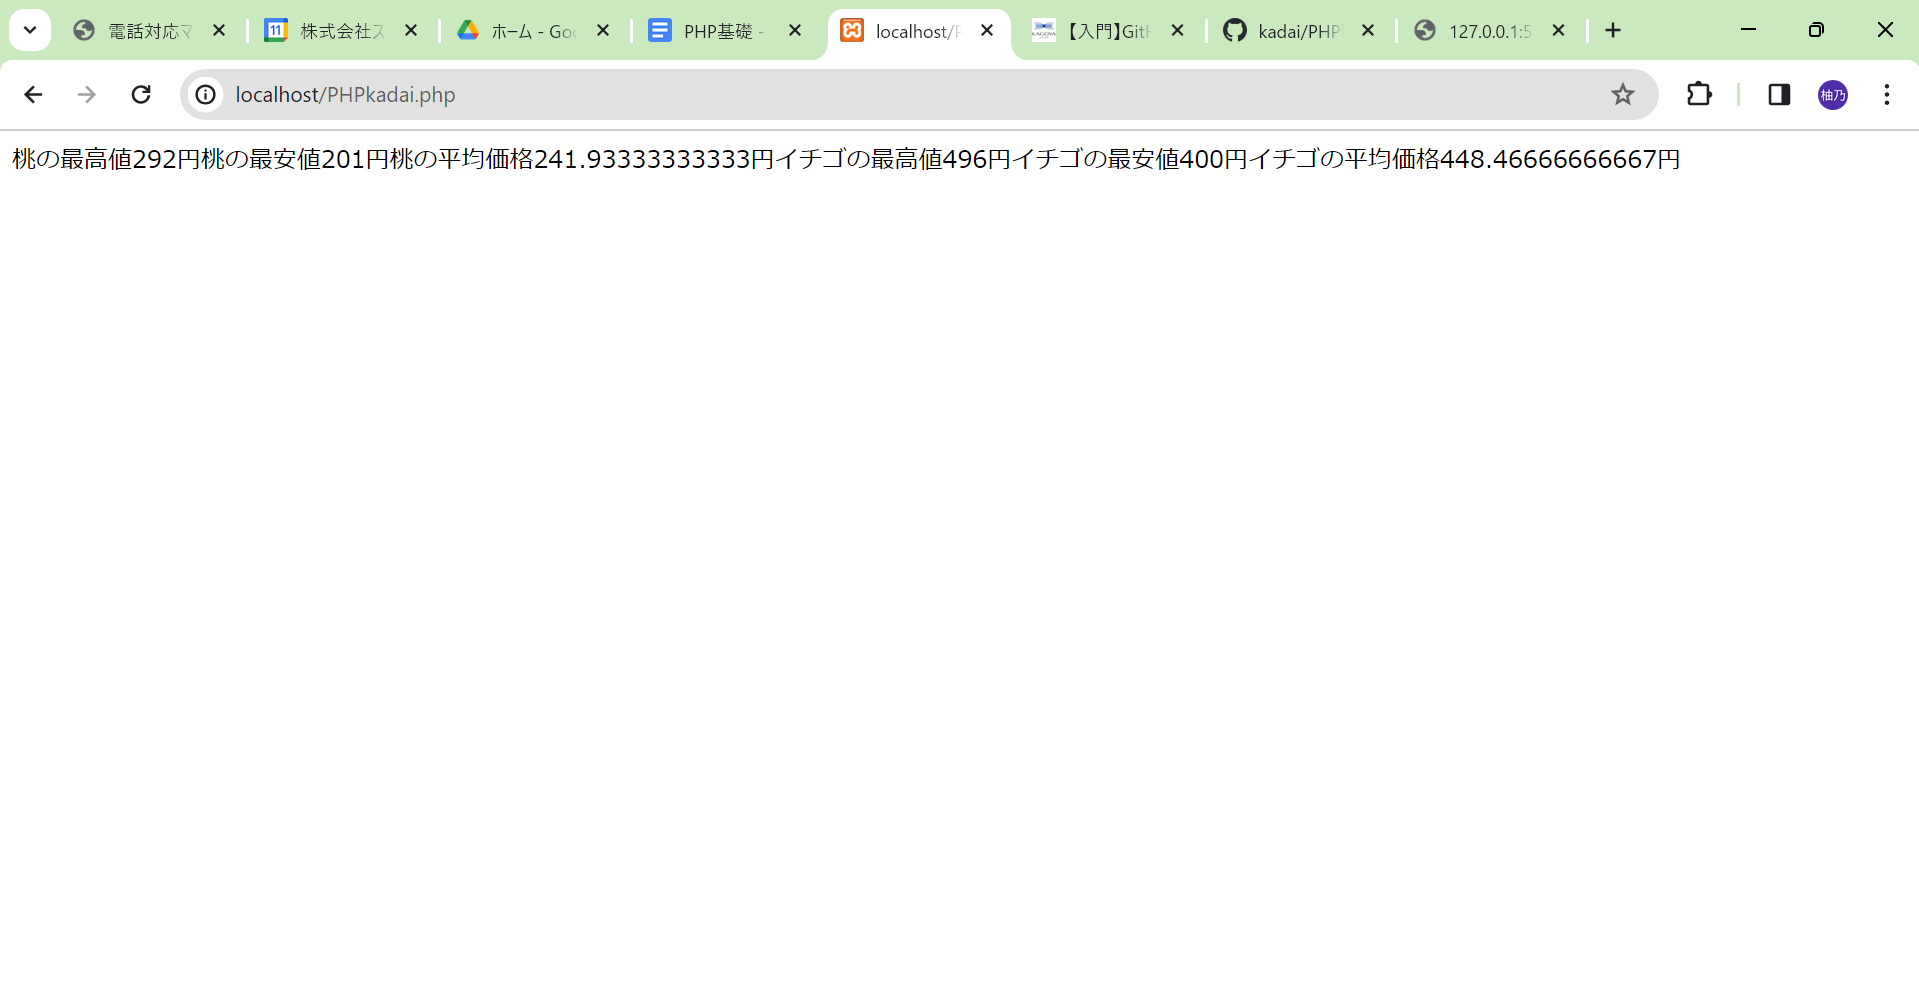 電話対応マ
株式会社ス
ホーム - Goo
PHP基礎 -
localhost/P
【入門】GitH
kadai/PHP
127.0.0.1:5
11
KAGOYA
localhost/PHPkadai.php
柚乃
桃の最高値292円桃の最安値201円桃の平均価格241.93333333333円イチゴの最高値496円イチゴの最安値400円イチゴの平均価格448.46666666667円